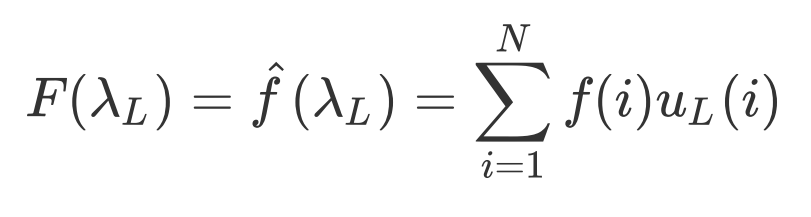 F(λ_L) = f̂(λ_L) = ∑_{i=1}^{N} f(i)u_L(i)